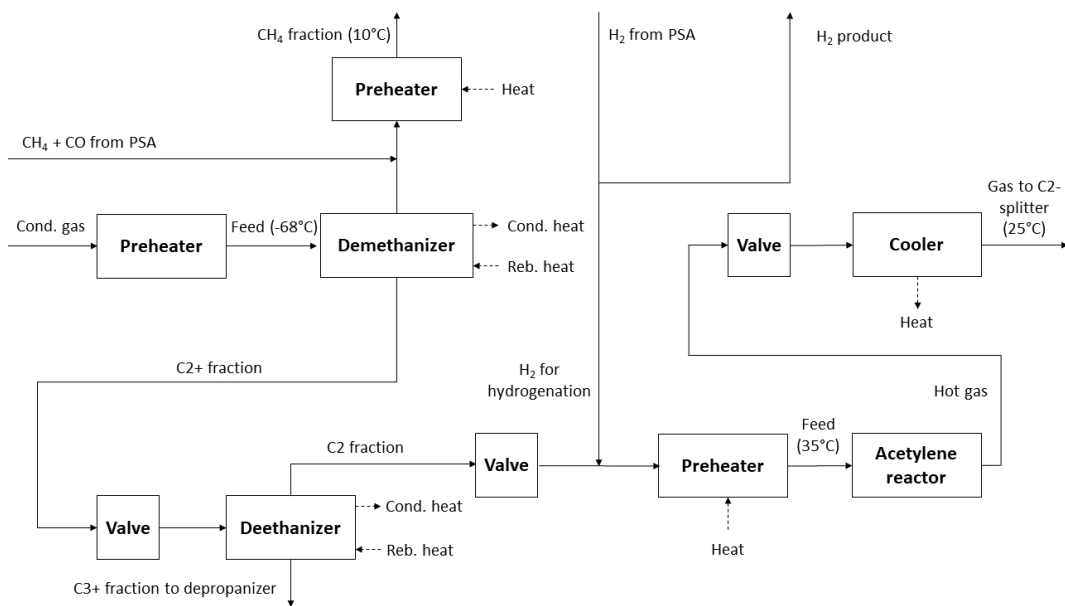 CH₄ fraction (10°C)
H₂ from PSA
H₂ product
Preheater
Heat
CH₄ + CO from PSA
Cond. gas
Preheater
Feed (-68°C)
Demethanizer
Cond. heat
Reb. heat
Valve
Cooler
Gas to C2-
splitter
(25°C)
Heat
C2+ fraction
H₂ for
hydrogenation
Hot gas
C2 fraction
Valve
Preheater
Feed
(35°C)
Acetylene
reactor
Valve
Deethanizer
Cond. heat
Reb. heat
Heat
C3+ fraction to depropanizer